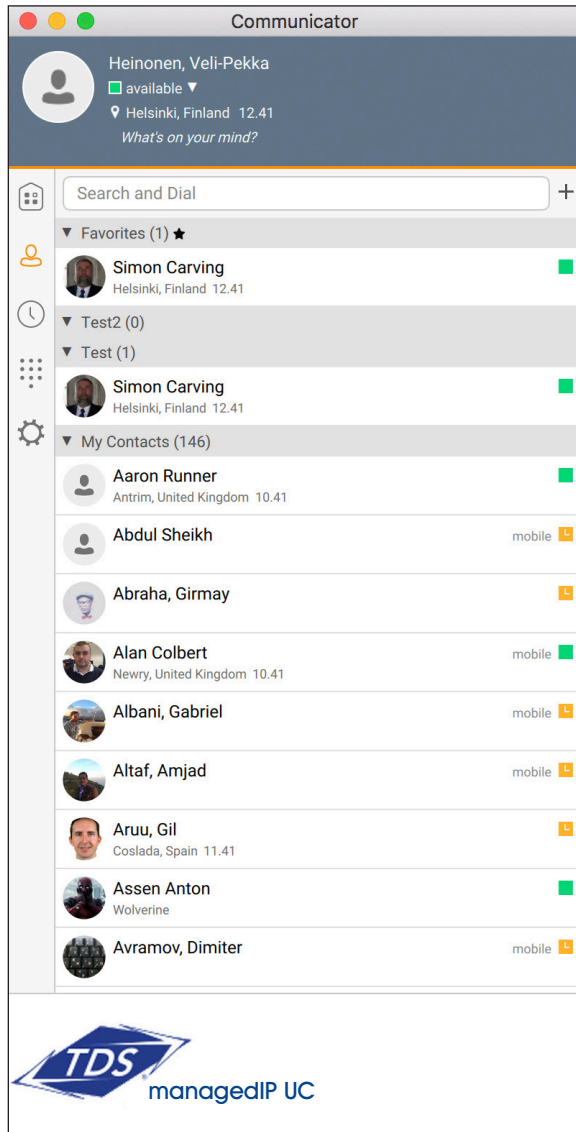 Communicator
Heinonen, Veli-Pekka
available
Helsinki, Finland 12.41
What's on your mind?
Search and Dial
Favorites (1)
Simon Carving
Helsinki, Finland 12.41
Test2 (0)
Test (1)
Simon Carving
Helsinki, Finland 12.41
My Contacts (146)
Aaron Runner
Antrim, United Kingdom 10.41
Abdul Sheikh mobile
Abraha, Girmay
Alan Colbert mobile
Newry, United Kingdom 10.41
Albani, Gabriel mobile
Altaf, Amjad mobile
Aruu, Gil
Coslada, Spain 11.41
Assen Anton
Wolverine
Avramov, Dimiter mobile
TDS®
managedIP UC